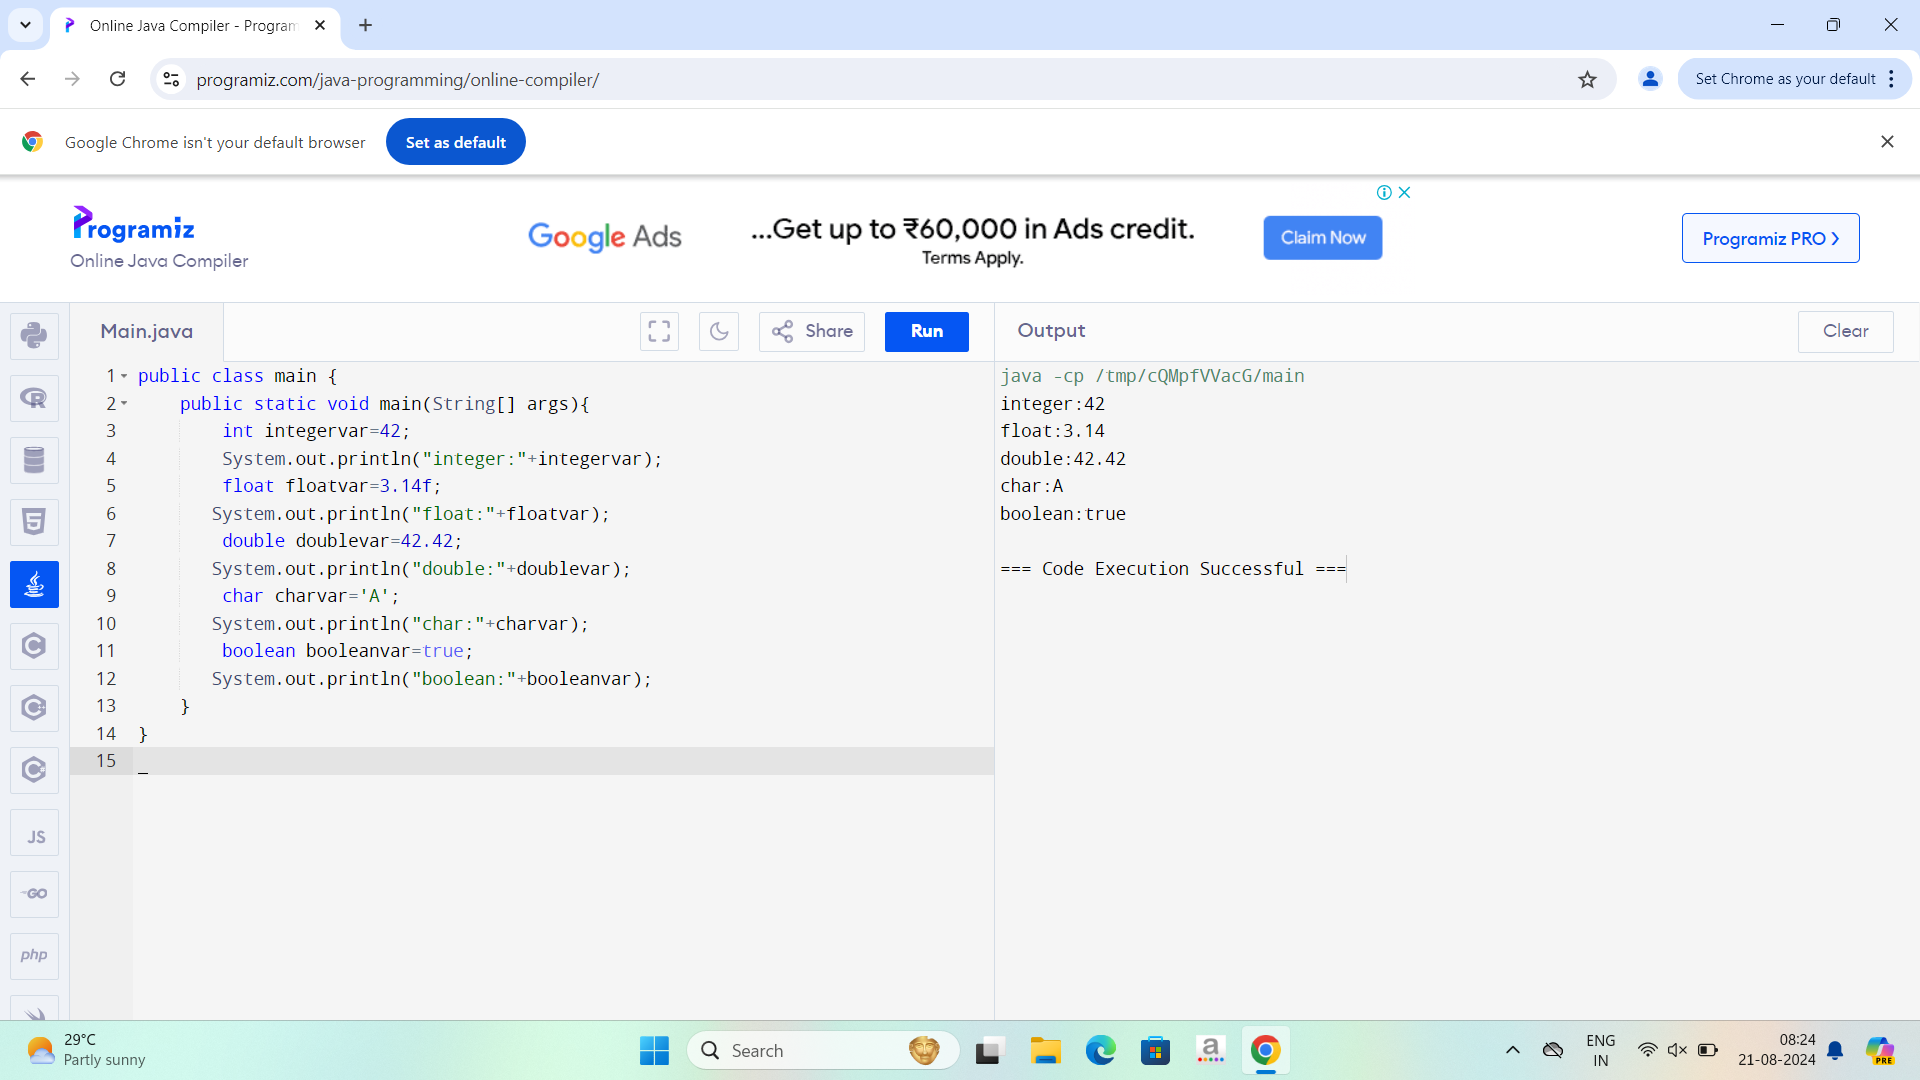 Online Java Compiler - Program
programiz.com/java-programming/online-compiler/
Set Chrome as your default
Google Chrome isn't your default browser
Set as default
Programiz
Online Java Compiler
Google Ads
...Get up to ₹60,000 in Ads credit.
Terms Apply.
Claim Now
Programiz PRO
Main.java
Share
Run
Output
Clear
1 public class main {
2 public static void main(String[] args){
3 int integervar=42;
4 System.out.println("integer:"+integervar);
5 float floatvar=3.14f;
6 System.out.println("float:"+floatvar);
7 double doublevar=42.42;
8 System.out.println("double:"+doublevar);
9 char charvar='A';
10 System.out.println("char:"+charvar);
11 boolean booleanvar=true;
12 System.out.println("boolean:"+booleanvar);
13 }
14 }
15
java -cp /tmp/cQMpfVVacG/main
integer:42
float:3.14
double:42.42
char:A
boolean:true
=== Code Execution Successful ===
JS
GO
php
29°C
Partly sunny
Search
a
ENG
IN
08:24
21-08-2024
PRE